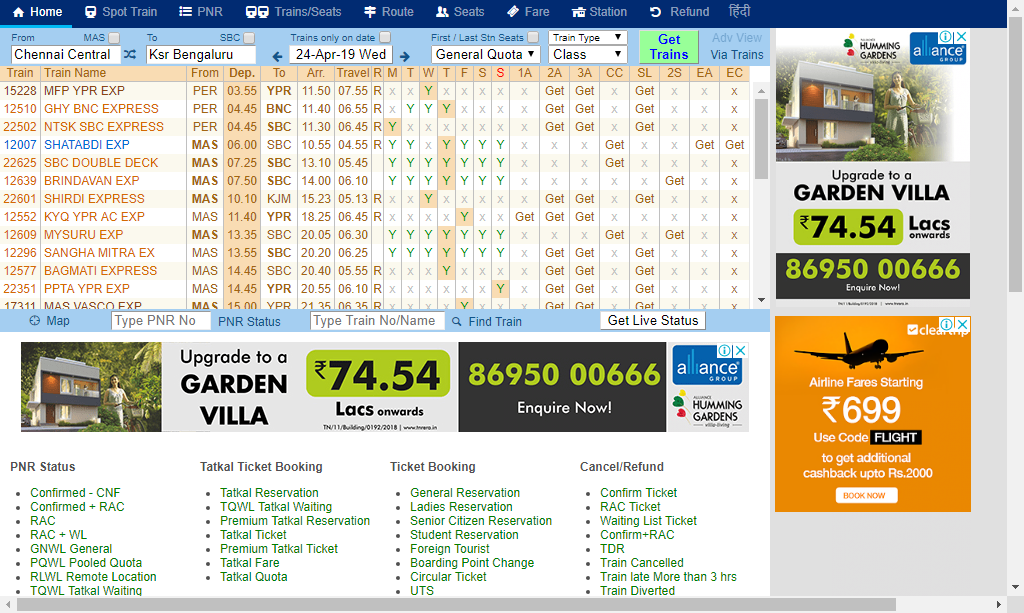 Home Spot Train PNR Trains/Seats Route Seats Fare Station Refund हिंदी
From MAS To SBC Trains only on date First / Last Stn Seats Train Type Get Trains Adv View
Chennai Central Ksr Bengaluru 24-Apr-19 Wed General Quota Class Via Trains
Train Train Name From Dep. To Arr. Travel R M T W T F S S 1A 2A 3A CC SL 2S EA EC
15228 MFP YPR EXP PER 03.55 YPR 11.50 07.55 R x x Y x x x x x Get Get x Get x x x
12510 GHY BNC EXPRESS PER 04.45 BNC 11.40 06.55 R x Y Y Y x x x x Get Get x Get x x x
22502 NTSK SBC EXPRESS PER 04.45 SBC 11.30 06.45 R Y x x x x x x x Get Get x Get x x x
12007 SHATABDI EXP MAS 06.00 SBC 10.55 04.55 R Y Y x Y Y Y Y x x x Get x x Get Get
22625 SBC DOUBLE DECK MAS 07.25 SBC 13.10 05.45 Y Y Y Y Y Y Y x x x Get x x x x
12639 BRINDAVAN EXP MAS 07.50 SBC 14.00 06.10 Y Y Y Y Y Y Y x x x x x Get x x
22601 SHIRDI EXPRESS MAS 10.10 KJM 15.23 05.13 R x x Y x x x x x Get Get x Get x x x
12552 KYQ YPR AC EXP MAS 11.40 YPR 18.25 06.45 R x x x x Y x x Get Get Get x x x x x
12609 MYSURU EXP MAS 13.35 SBC 20.05 06.30 Y Y Y Y Y Y Y x x x Get x Get x x
12296 SANGHA MITRA EX MAS 13.55 SBC 20.20 06.25 Y Y Y Y Y Y Y x Get Get x Get x x x
12577 BAGMATI EXPRESS MAS 14.45 SBC 20.40 05.55 R x x x Y x x x x Get Get x Get x x x
22351 PPTA YPR EXP MAS 14.45 YPR 20.55 06.10 R x x x x x x Y x Get Get x Get x x x
17311 MAS VASCO EXP MAS 15.00 YPR 21.35 06.35 R x x x x Y x x x Get Get x Get x x x
Map Type PNR No PNR Status Type Train No/Name Find Train Get Live Status
Upgrade to a
GARDEN
VILLA
₹74.54
Lacs onwards
TN/11/Building/0192/2018 | www.tnrera.in
86950 00666
Enquire Now!
alliance
GROUP
ALLIANCE
HUMMING
GARDENS
villa-living
HUMMING
GARDENS
alliance
GROUP
Upgrade to a
GARDEN VILLA
₹74.54 Lacs
onwards
86950 00666
Enquire Now!
TN/11/Building/0192/2018 | www.tnrera.in
cleartrip
Airline Fares Starting
₹699
Use Code FLIGHT
to get additional
cashback upto Rs.2000
BOOK NOW
PNR Status
Confirmed - CNF
Confirmed + RAC
RAC
RAC + WL
GNWL General
PQWL Pooled Quota
RLWL Remote Location
TQWL Tatkal Waiting
Tatkal Ticket Booking
Tatkal Reservation
TQWL Tatkal Waiting
Premium Tatkal Reservation
Tatkal Ticket
Premium Tatkal Ticket
Tatkal Fare
Tatkal Quota
Ticket Booking
General Reservation
Ladies Reservation
Senior Citizen Reservation
Student Reservation
Foreign Tourist
Boarding Point Change
Circular Ticket
UTS
Cancel/Refund
Confirm Ticket
RAC Ticket
Waiting List Ticket
Confirm+RAC
TDR
Train Cancelled
Train late More than 3 hrs
Train Diverted